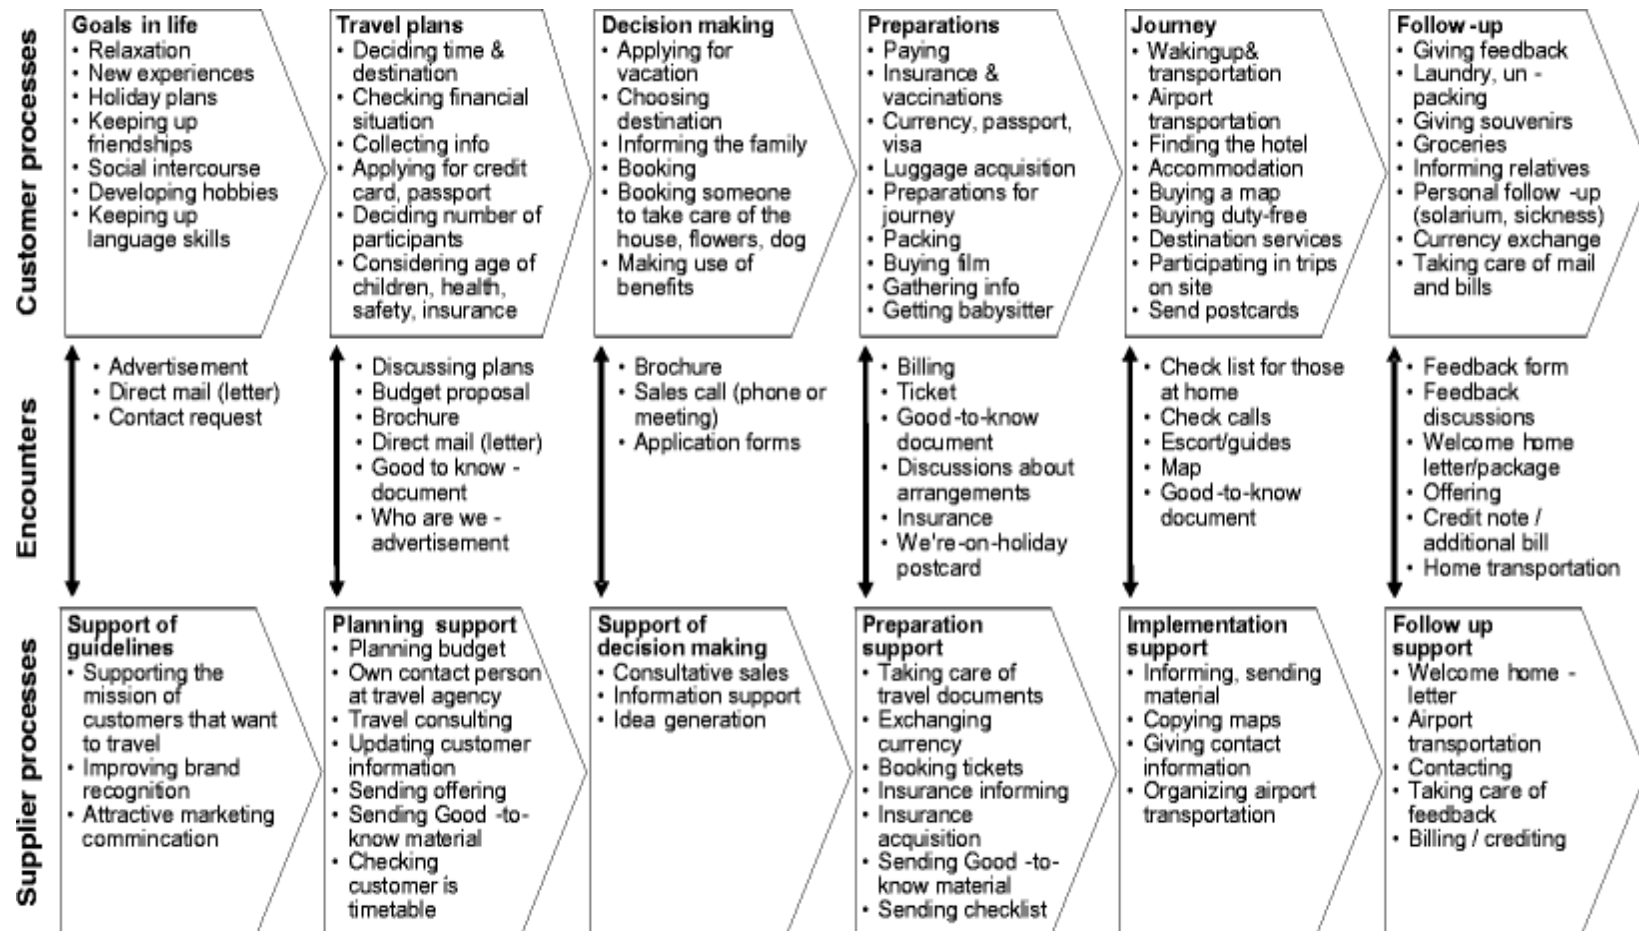 Customer processes
Goals in life
• Relaxation
• New experiences
• Holiday plans
• Keeping up
friendships
• Social intercourse
• Developing hobbies
• Keeping up
language skills
Travel plans
• Deciding time &
destination
• Checking financial
situation
• Collecting info
• Applying for credit
card, passport
• Deciding number of
participants
• Considering age of
children, health,
safety, insurance
Decision making
• Applying for
vacation
• Choosing
destination
• Informing the family
• Booking
• Booking someone
to take care of the
house, flowers, dog
• Making use of
benefits
Preparations
• Paying
• Insurance &
vaccinations
• Currency, passport,
visa
• Luggage acquisition
• Preparations for
journey
• Packing
• Buying film
• Gathering info
• Getting babysitter
Journey
• Wakingup&
transportation
• Airport
transportation
• Finding the hotel
• Accommodation
• Buying a map
• Buying duty-free
• Destination services
• Participating in trips
on site
• Send postcards
Follow -up
• Giving feedback
• Laundry, un -
packing
• Giving souvenirs
• Groceries
• Informing relatives
• Personal follow -up
(solarium, sickness)
• Currency exchange
• Taking care of mail
and bills
Encounters
• Advertisement
• Direct mail (letter)
• Contact request
• Discussing plans
• Budget proposal
• Brochure
• Direct mail (letter)
• Good to know -
document
• Who are we -
advertisement
• Brochure
• Sales call (phone or
meeting)
• Application forms
• Billing
• Ticket
• Good-to-know
document
• Discussions about
arrangements
• Insurance
• We're-on-holiday
postcard
• Check list for those
at home
• Check calls
• Escort/guides
• Map
• Good-to-know
document
• Feedback form
• Feedback
discussions
• Welcome home
letter/package
• Offering
• Credit note /
additional bill
• Home transportation
Supplier processes
Support of
guidelines
• Supporting the
mission of
customers that want
to travel
• Improving brand
recognition
• Attractive marketing
commincation
Planning support
• Planning budget
• Own contact person
at travel agency
• Travel consulting
• Updating customer
information
• Sending offering
• Sending Good -to-
know material
• Checking
customer is
timetable
Support of
decision making
• Consultative sales
• Information support
• Idea generation
Preparation
support
• Taking care of
travel documents
• Exchanging
currency
• Booking tickets
• Insurance informing
• Insurance
acquisition
• Sending Good -to-
know material
• Sending checklist
Implementation
support
• Informing, sending
material
• Copying maps
• Giving contact
information
• Organizing airport
transportation
Follow up
support
• Welcome home -
letter
• Airport
transportation
• Contacting
• Taking care of
feedback
• Billing / crediting